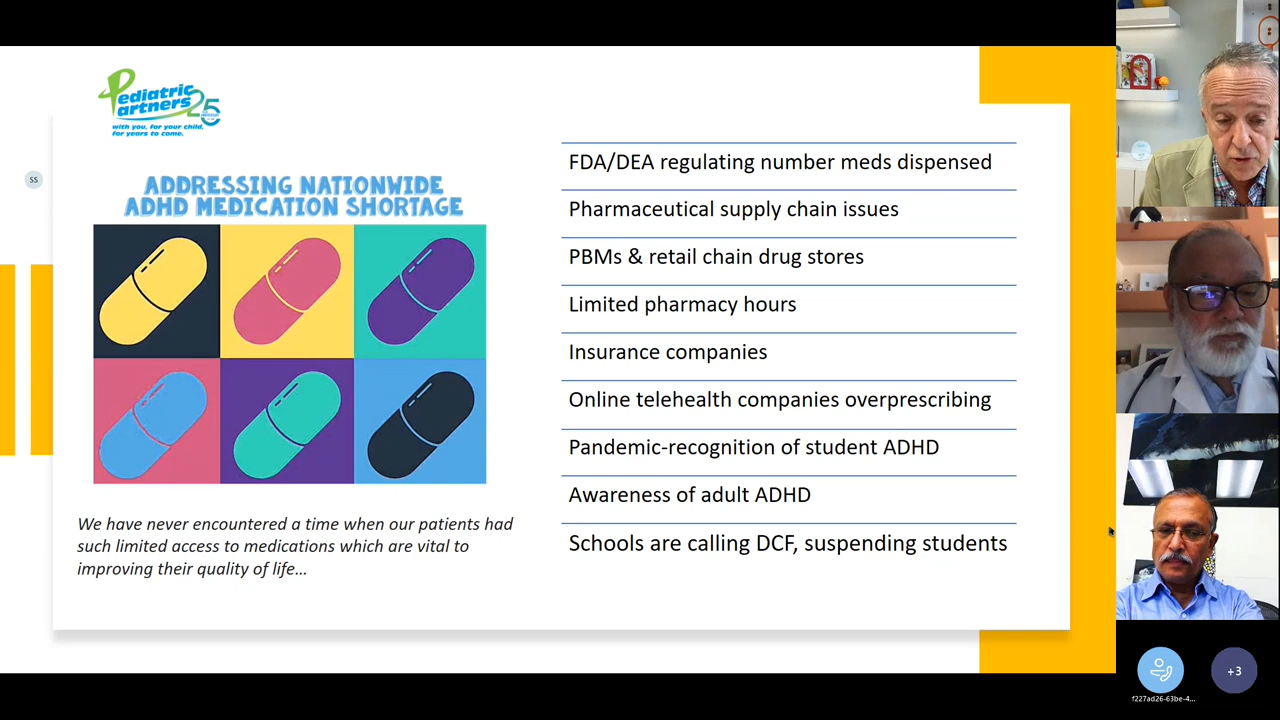 Pediatric
Partners 25
with you, for your child,
for years to come.
SS
ADDRESSING NATIONWIDE
ADHD MEDICATION SHORTAGE
We have never encountered a time when our patients had
such limited access to medications which are vital to
improving their quality of life...
FDA/DEA regulating number meds dispensed
Pharmaceutical supply chain issues
PBMs & retail chain drug stores
Limited pharmacy hours
Insurance companies
Online telehealth companies overprescribing
Pandemic-recognition of student ADHD
Awareness of adult ADHD
Schools are calling DCF, suspending students
f227ad26-63be-4...
+3